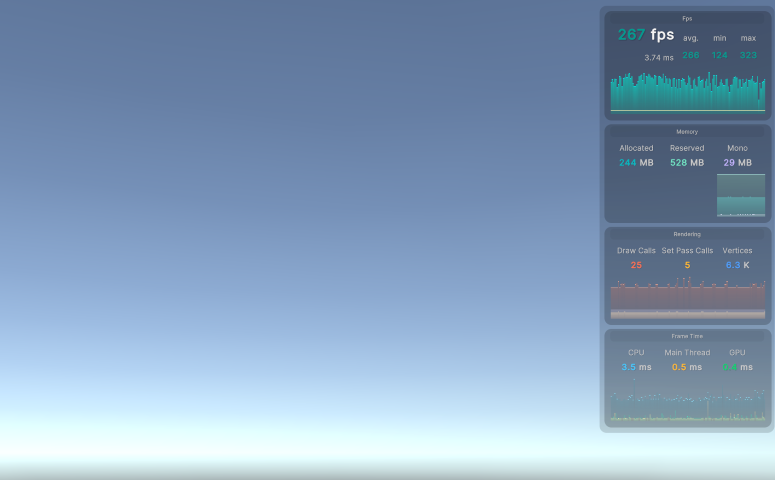 Fps
267 fps avg. min max
3.74 ms 266 124 323
Memory
Allocated Reserved Mono
244 MB 528 MB 29 MB
Rendering
Draw Calls Set Pass Calls Vertices
25 5 6.3 K
Frame Time
CPU Main Thread GPU
3.5 ms 0.5 ms 0.4 ms